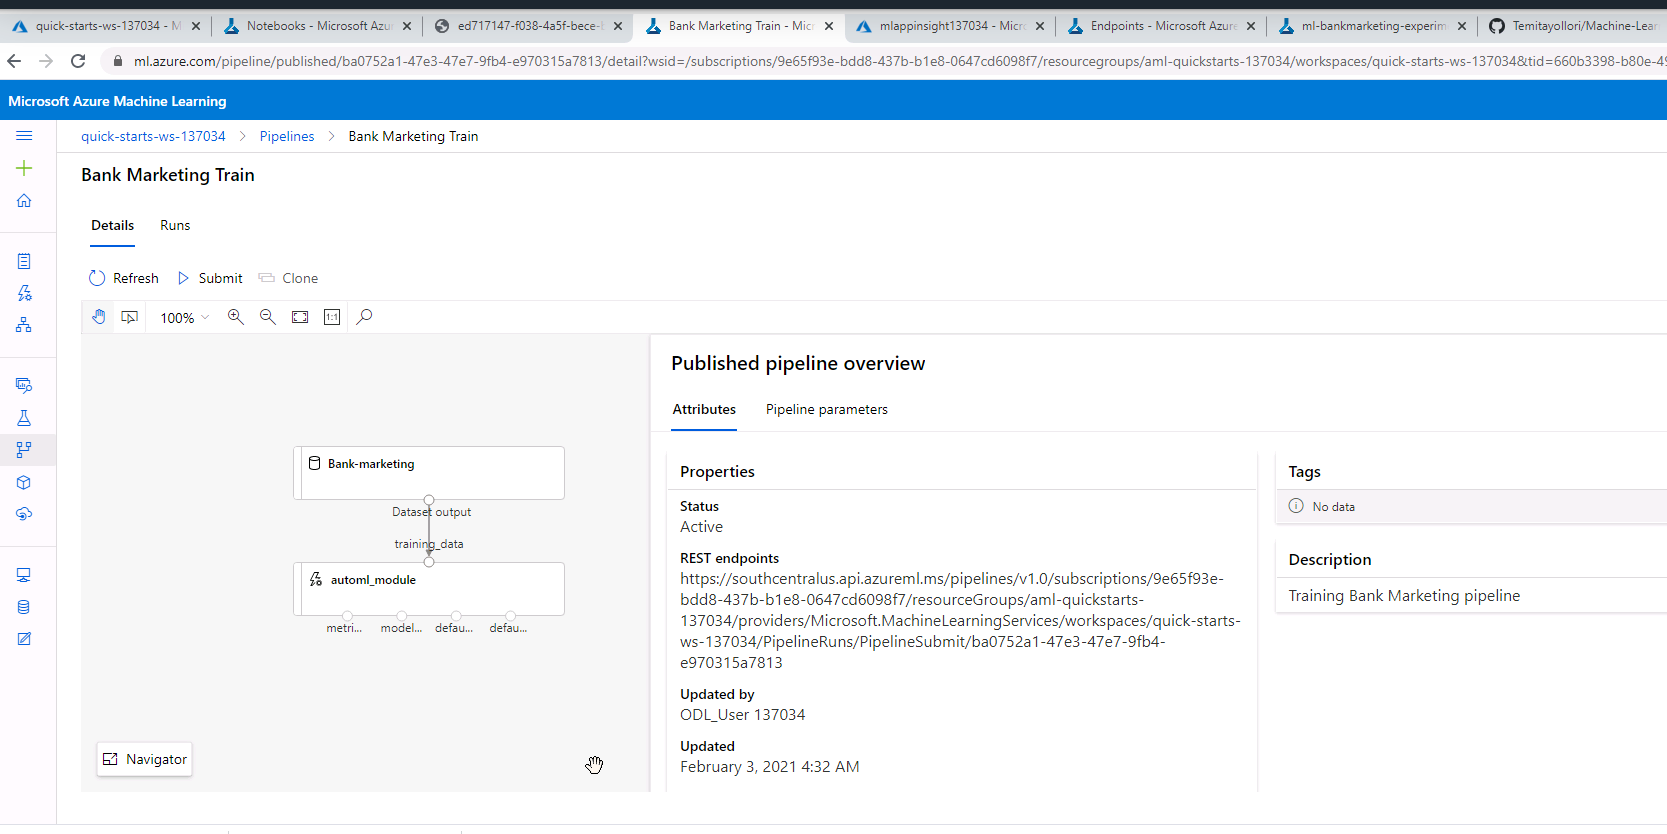 quick-starts-ws-137034 - M
Notebooks - Microsoft Azur
ed717147-f038-4a5f-bece-
Bank Marketing Train - Micr
mlappinsight137034 - Micro
Endpoints - Microsoft Azure
ml-bankmarketing-experim
Temitayollori/Machine-Lear
ml.azure.com/pipeline/published/ba0752a1-47e3-47e7-9fb4-e970315a7813/detail?wsid=/subscriptions/9e65f93e-bdd8-437b-b1e8-0647cd6098f7/resourcegroups/aml-quickstarts-137034/workspaces/quick-starts-ws-137034&tid=660b3398-b80e-49
Microsoft Azure Machine Learning
quick-starts-ws-137034 > Pipelines > Bank Marketing Train
Bank Marketing Train
Details Runs
Refresh Submit Clone
100% 1:1
Bank-marketing
Dataset output
training_data
automl_module
metri... model... defau... defau...
Navigator
Published pipeline overview
Attributes Pipeline parameters
Properties
Status
Active
REST endpoints
https://southcentralus.api.azureml.ms/pipelines/v1.0/subscriptions/9e65f93e-
bdd8-437b-b1e8-0647cd6098f7/resourceGroups/aml-quickstarts-
137034/providers/Microsoft.MachineLearningServices/workspaces/quick-starts-
ws-137034/PipelineRuns/PipelineSubmit/ba0752a1-47e3-47e7-9fb4-
e970315a7813
Updated by
ODL_User 137034
Updated
February 3, 2021 4:32 AM
Tags
No data
Description
Training Bank Marketing pipeline